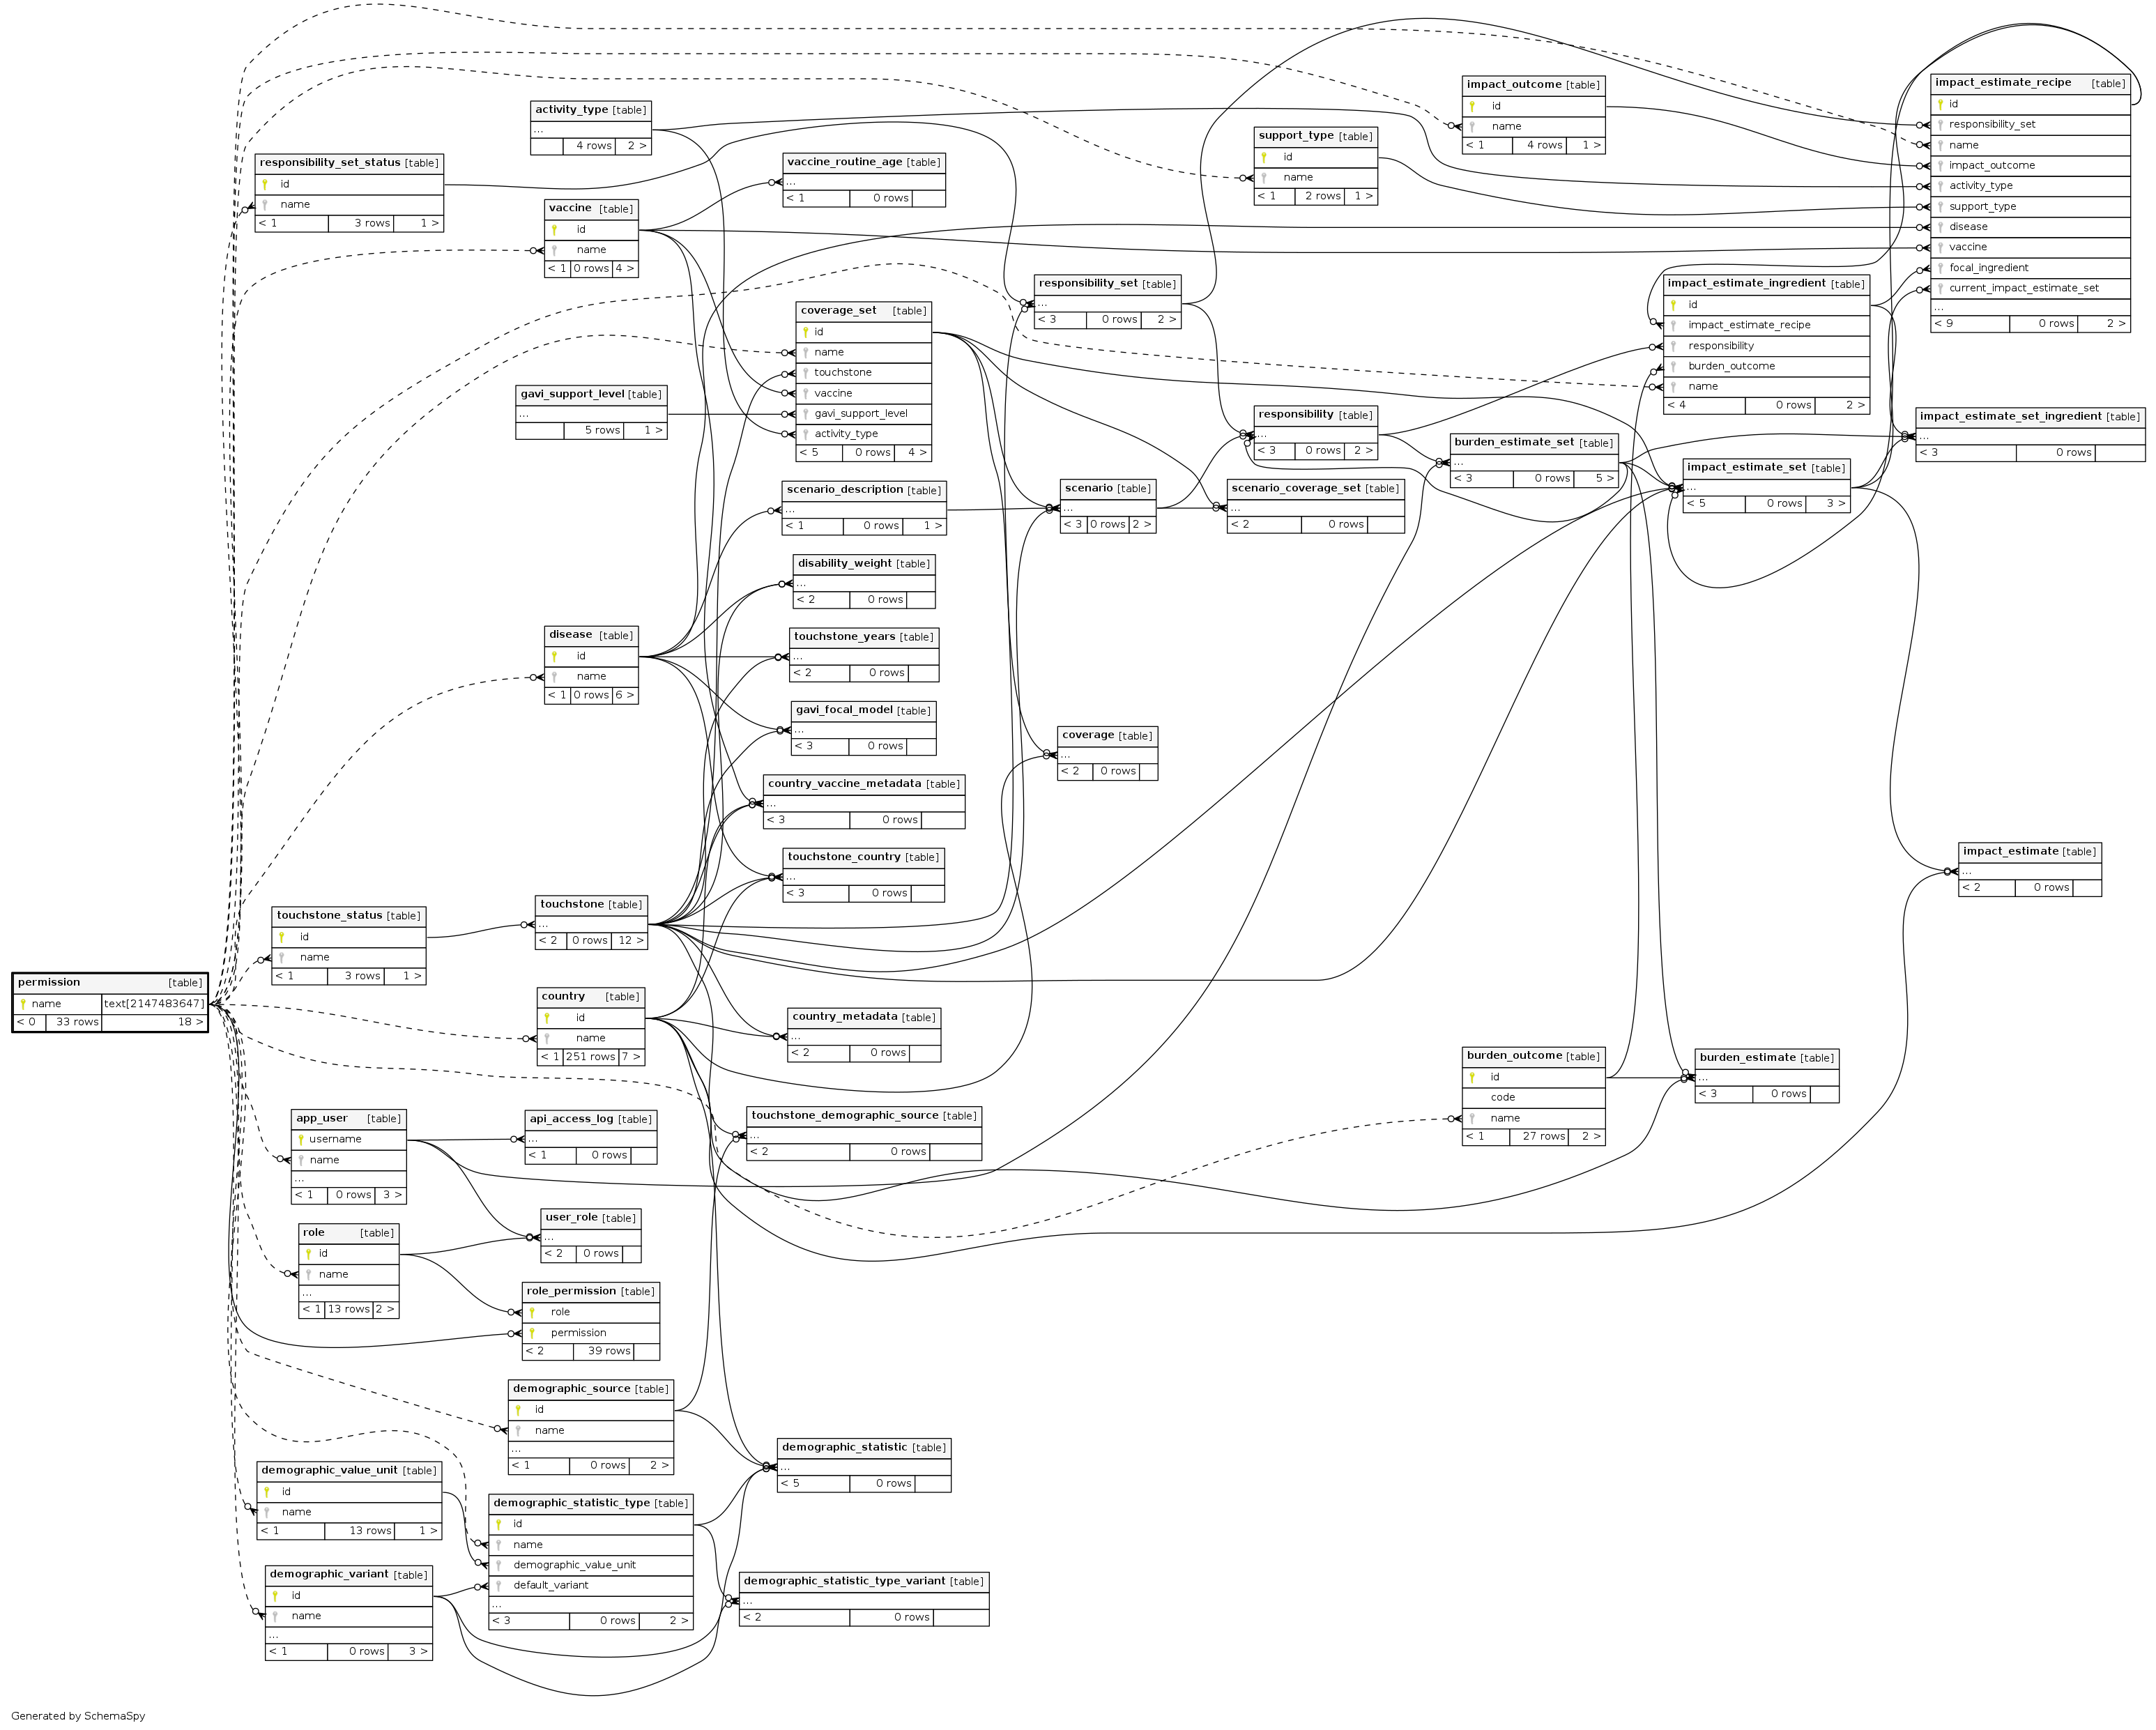 impact_estimate_recipe [table]
id
responsibility_set
name
impact_outcome
activity_type
support_type
disease
vaccine
focal_ingredient
current_impact_estimate_set
...
< 9 0 rows 2 >
impact_outcome [table]
id
name
< 1 4 rows 1 >
activity_type [table]
...
4 rows 2 >
support_type [table]
id
name
< 1 2 rows 1 >
responsibility_set_status [table]
id
name
< 1 3 rows 1 >
vaccine_routine_age [table]
...
< 1 0 rows
vaccine [table]
id
name
< 1 0 rows 4 >
responsibility_set [table]
...
< 3 0 rows 2 >
impact_estimate_ingredient [table]
id
impact_estimate_recipe
responsibility
burden_outcome
name
< 4 0 rows 2 >
coverage_set [table]
id
name
touchstone
vaccine
gavi_support_level
activity_type
< 5 0 rows 4 >
gavi_support_level [table]
...
5 rows 1 >
responsibility [table]
...
< 3 0 rows 2 >
impact_estimate_set_ingredient [table]
...
< 3 0 rows
burden_estimate_set [table]
...
< 3 0 rows 5 >
impact_estimate_set [table]
...
< 5 0 rows 3 >
scenario_description [table]
...
< 1 0 rows 1 >
scenario [table]
...
< 3 0 rows 2 >
scenario_coverage_set [table]
...
< 2 0 rows
disability_weight [table]
...
< 2 0 rows
disease [table]
id
name
< 1 0 rows 6 >
touchstone_years [table]
...
< 2 0 rows
gavi_focal_model [table]
...
< 3 0 rows
coverage [table]
...
< 2 0 rows
country_vaccine_metadata [table]
...
< 3 0 rows
touchstone_country [table]
...
< 3 0 rows
impact_estimate [table]
...
< 2 0 rows
touchstone_status [table]
id
name
< 1 3 rows 1 >
touchstone [table]
...
< 2 0 rows 12 >
permission [table]
name text[2147483647]
< 0 33 rows 18 >
country [table]
id
name
< 1 251 rows 7 >
country_metadata [table]
...
< 2 0 rows
burden_outcome [table]
id
code
name
< 1 27 rows 2 >
burden_estimate [table]
...
< 3 0 rows
app_user [table]
username
name
...
< 1 0 rows 3 >
api_access_log [table]
...
< 1 0 rows
touchstone_demographic_source [table]
...
< 2 0 rows
user_role [table]
...
< 2 0 rows
role [table]
id
name
...
< 1 13 rows 2 >
role_permission [table]
role
permission
< 2 39 rows
demographic_source [table]
id
name
...
< 1 0 rows 2 >
demographic_statistic [table]
...
< 5 0 rows
demographic_value_unit [table]
id
name
< 1 13 rows 1 >
demographic_statistic_type [table]
id
name
demographic_value_unit
default_variant
...
< 3 0 rows 2 >
demographic_variant [table]
id
name
...
< 1 0 rows 3 >
demographic_statistic_type_variant [table]
...
< 2 0 rows
Generated by SchemaSpy